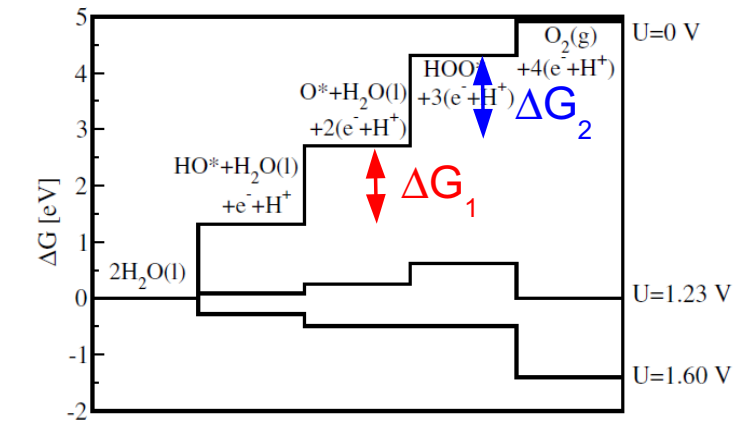 5
4
3
2
1
0
-1
-2
ΔG [eV]
2H₂O(l)
HO*+H₂O(l)
+e⁻+H⁺
O*+H₂O(l)
+2(e⁻+H⁺)
HOO*
+3(e⁻+H⁺)
O₂(g)
+4(e⁻+H⁺)
ΔG₁
ΔG₂
U=0 V
U=1.23 V
U=1.60 V